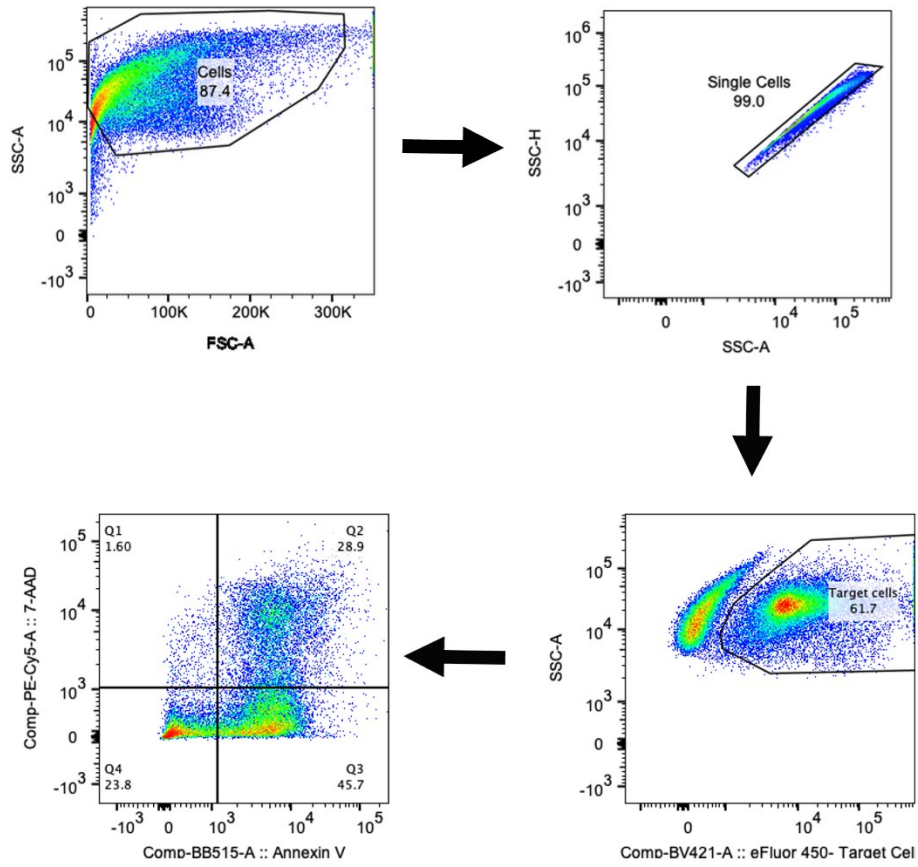 10^5
10^4
10^3
0
-10^3
SSC-A
Cells
87.4
0
100K
200K
300K
FSC-A
10^6
10^5
10^4
10^3
0
-10^3
SSC-H
Single Cells
99.0
0
10^4
10^5
SSC-A
Q1
1.60
Q2
28.9
10^5
10^4
10^3
0
-10^3
Comp-PE-Cy5-A :: 7-AAD
Q4
23.8
Q3
45.7
-10^3
0
10^3
10^4
10^5
Comp-BB515-A :: Annexin V
10^5
10^4
10^3
0
-10^3
SSC-A
Target cells
61.7
0
10^4
10^5
Comp-BV421-A :: eFluor 450- Target Cel